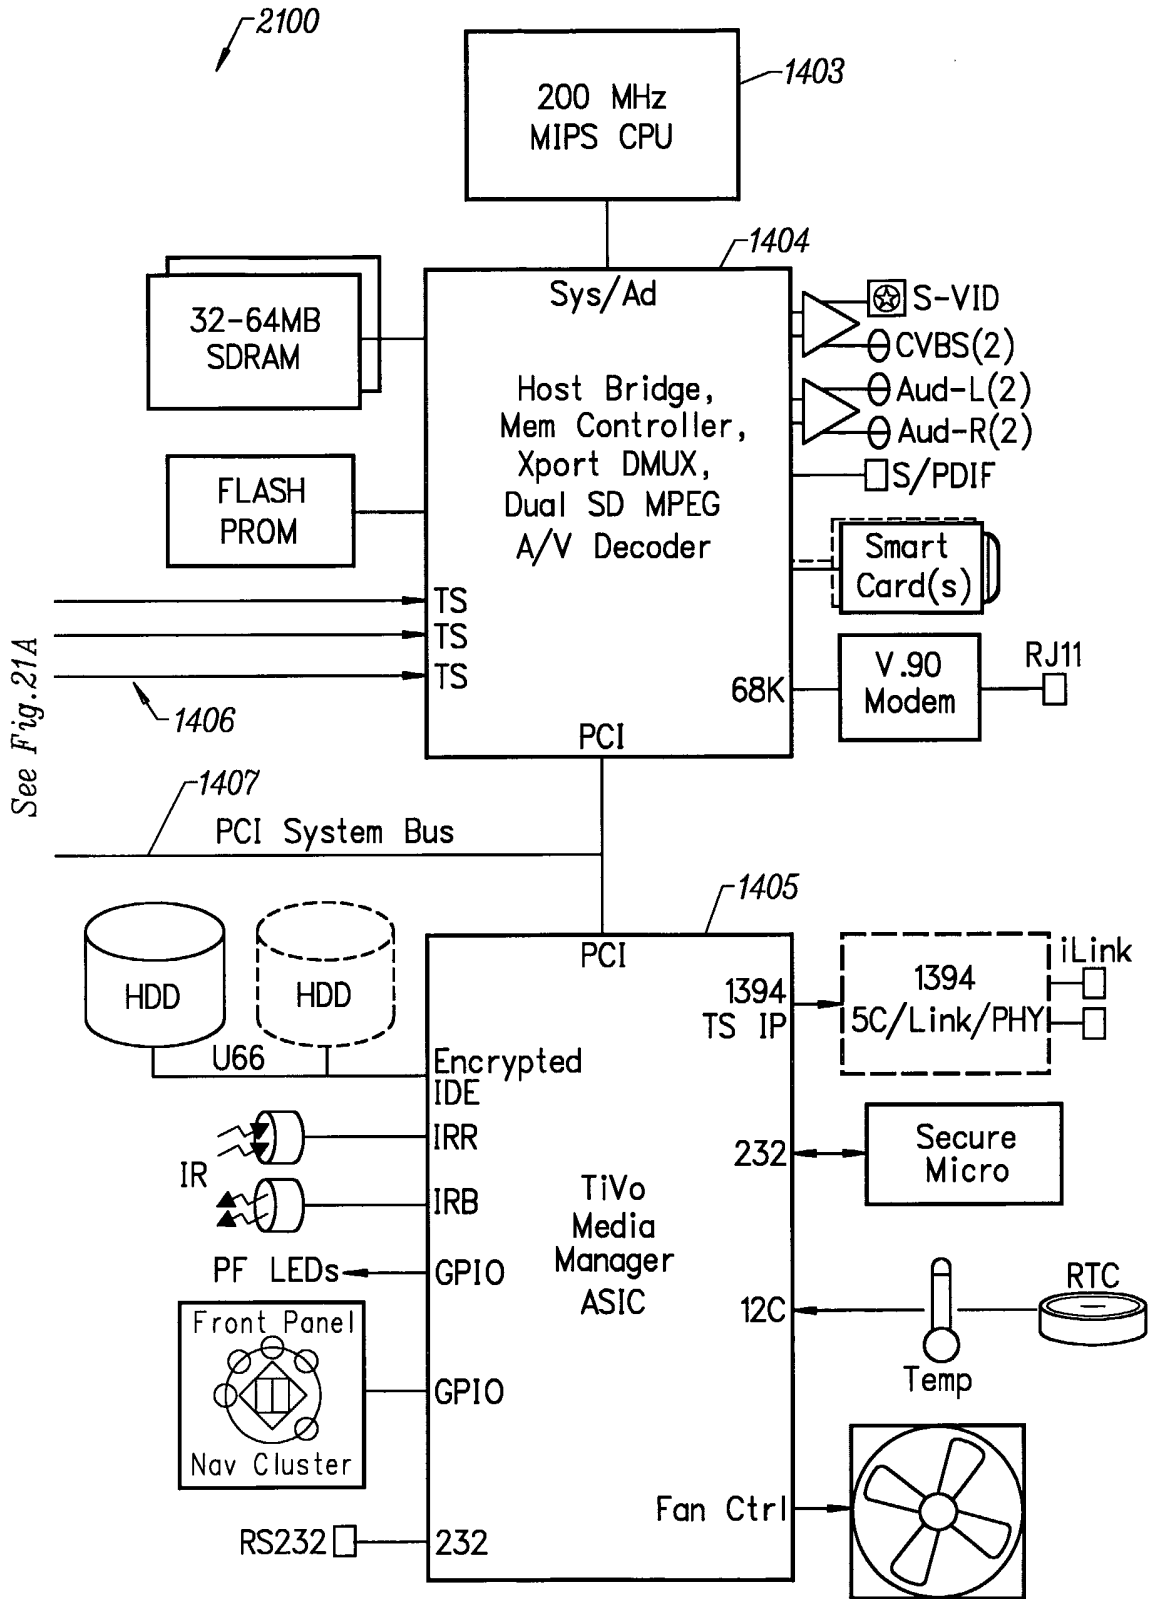 2100
200 MHz
MIPS CPU
1403
1404
Sys/Ad
32-64MB
SDRAM
S-VID
CVBS(2)
Aud-L(2)
Aud-R(2)
S/PDIF
Host Bridge,
Mem Controller,
Xport DMUX,
Dual SD MPEG
A/V Decoder
FLASH
PROM
Smart
Card(s)
TS
TS
TS
See Fig.21A
1406
68K
V.90
Modem
RJ11
PCI
1407
PCI System Bus
1405
PCI
HDD
HDD
U66
Encrypted
IDE
1394
TS IP
1394
5C/Link/PHY
iLink
IR
IRR
IRB
232
Secure
Micro
TiVo
Media
Manager
ASIC
PF LEDs
GPIO
12C
Temp
RTC
Front Panel
Nav Cluster
GPIO
Fan Ctrl
RS232
232